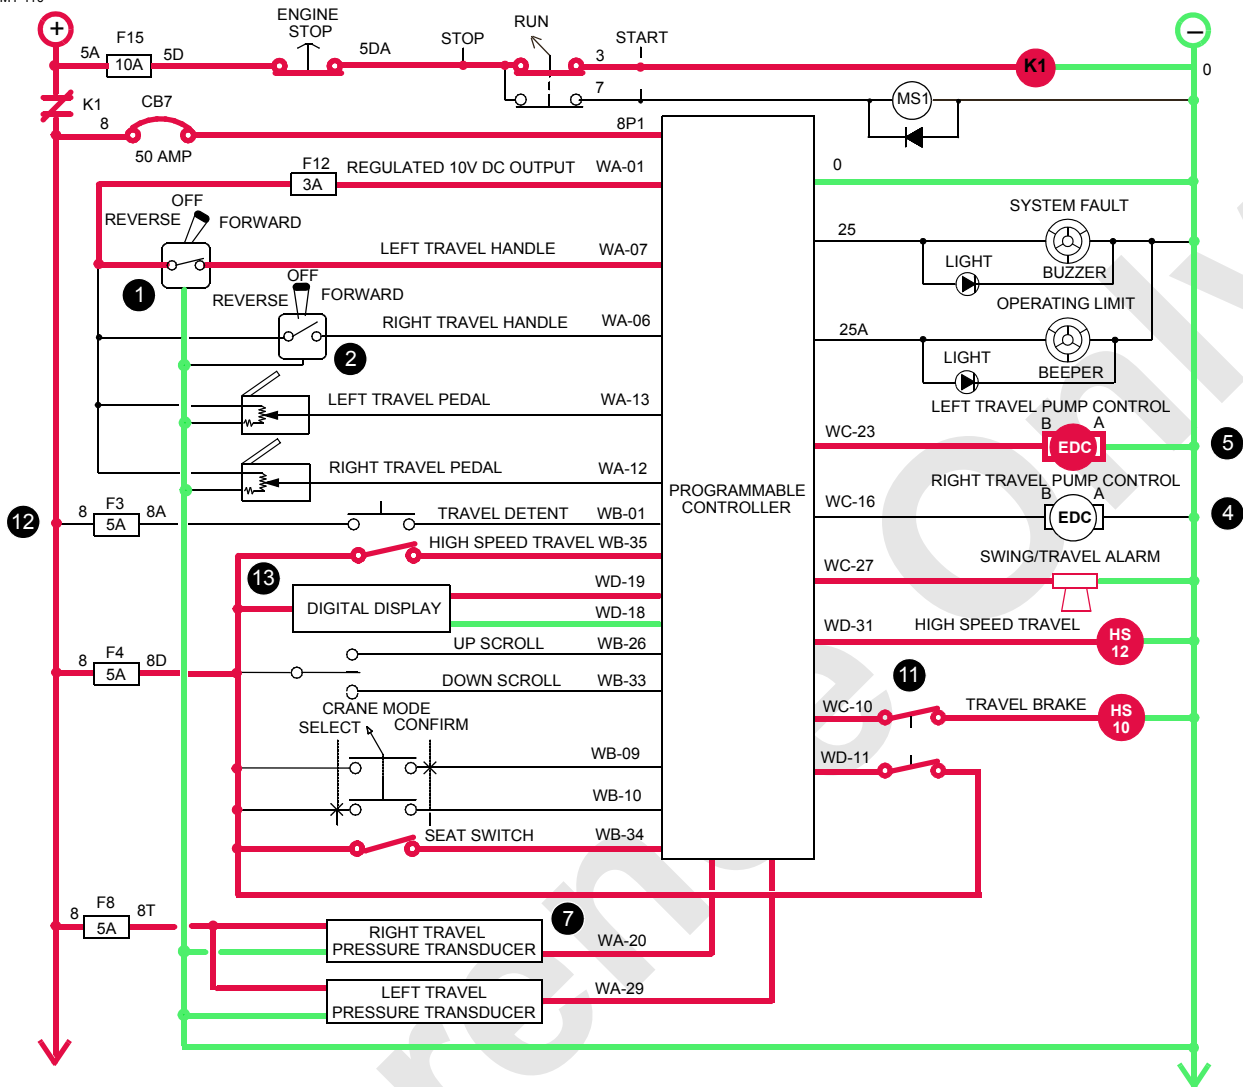 ENGINE
STOP
F15
10A
5A
5D
5DA
STOP
RUN
3
START
K1
0
7
MS1
K1
CB7
8
50 AMP
8P1
F12
3A
REGULATED 10V DC OUTPUT WA-01
0
OFF
REVERSE
FORWARD
LEFT TRAVEL HANDLE WA-07
SYSTEM FAULT
25
LIGHT
BUZZER
1
OFF
REVERSE
FORWARD
RIGHT TRAVEL HANDLE WA-06
2
OPERATING LIMIT
25A
LIGHT
BEEPER
LEFT TRAVEL PEDAL WA-13
LEFT TRAVEL PUMP CONTROL
WC-23
B A
EDC
5
RIGHT TRAVEL PEDAL WA-12
RIGHT TRAVEL PUMP CONTROL
WC-16
B A
EDC
4
PROGRAMMABLE
CONTROLLER
12
8
F3
5A
8A
TRAVEL DETENT WB-01
HIGH SPEED TRAVEL WB-35
WC-27
SWING/TRAVEL ALARM
13
DIGITAL DISPLAY
WD-19
WD-18
WD-31
HIGH SPEED TRAVEL
HS
12
8
F4
5A
8D
UP SCROLL WB-26
DOWN SCROLL WB-33
11
WC-10
TRAVEL BRAKE
HS
10
CRANE MODE
SELECT
CONFIRM
WB-09
WD-11
WB-10
SEAT SWITCH WB-34
8
F8
5A
8T
7
RIGHT TRAVEL
PRESSURE TRANSDUCER
WA-20
LEFT TRAVEL
PRESSURE TRANSDUCER
WA-29